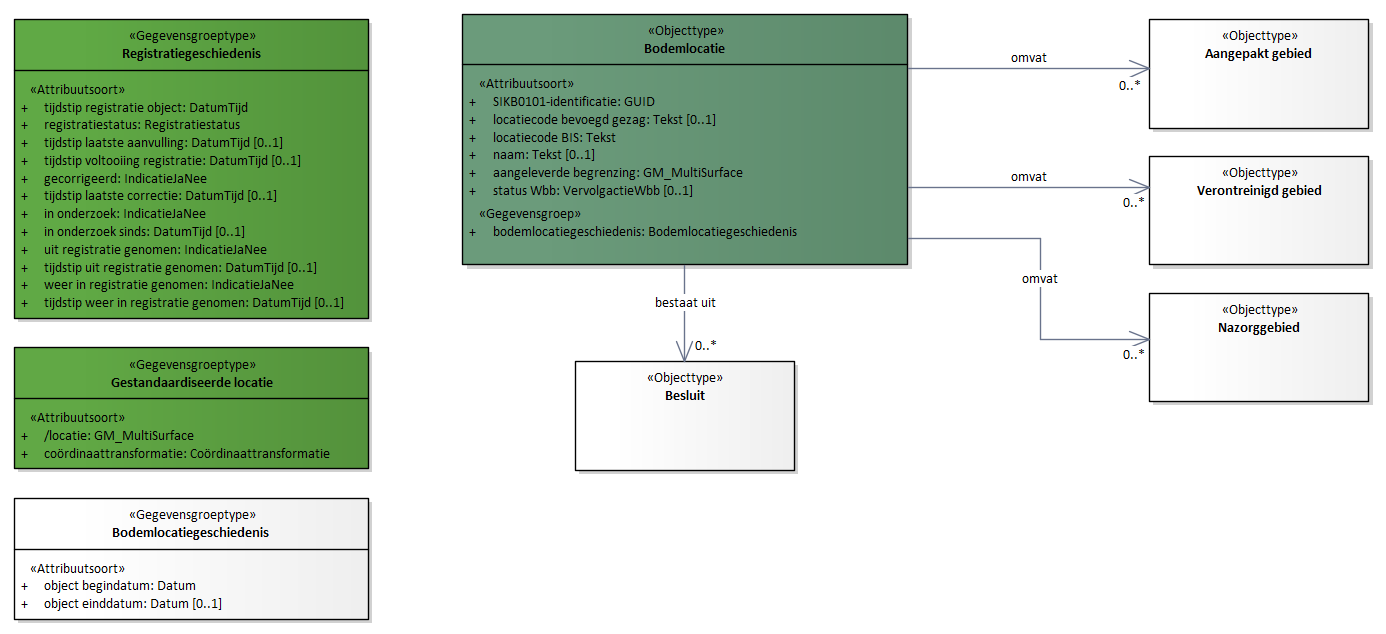 «Gegevensgroeptype»
Registratiegeschiedenis
«Attribuutsoort»
+ tijdstip registratie object: DatumTijd
+ registratiestatus: Registratiestatus
+ tijdstip laatste aanvulling: DatumTijd [0..1]
+ tijdstip voltooiing registratie: DatumTijd [0..1]
+ gecorrigeerd: IndicatieJaNee
+ tijdstip laatste correctie: DatumTijd [0..1]
+ in onderzoek: IndicatieJaNee
+ in onderzoek sinds: DatumTijd [0..1]
+ uit registratie genomen: IndicatieJaNee
+ tijdstip uit registratie genomen: DatumTijd [0..1]
+ weer in registratie genomen: IndicatieJaNee
+ tijdstip weer in registratie genomen: DatumTijd [0..1]
«Gegevensgroeptype»
Gestandaardiseerde locatie
«Attribuutsoort»
+ /locatie: GM_MultiSurface
+ coördinaattransformatie: Coördinaattransformatie
«Gegevensgroeptype»
Bodemlocatiegeschiedenis
«Attribuutsoort»
+ object begindatum: Datum
+ object einddatum: Datum [0..1]
«Objecttype»
Bodemlocatie
«Attribuutsoort»
+ SIKB0101-identificatie: GUID
+ locatiecode bevoegd gezag: Tekst [0..1]
+ locatiecode BIS: Tekst
+ naam: Tekst [0..1]
+ aangeleverde begrenzing: GM_MultiSurface
+ status Wbb: VervolgactieWbb [0..1]
«Gegevensgroep»
+ bodemlocatiegeschiedenis: Bodemlocatiegeschiedenis
bestaat uit
0..*
«Objecttype»
Besluit
omvat
0..*
«Objecttype»
Aangepakt gebied
omvat
0..*
«Objecttype»
Verontreinigd gebied
omvat
0..*
«Objecttype»
Nazorggebied